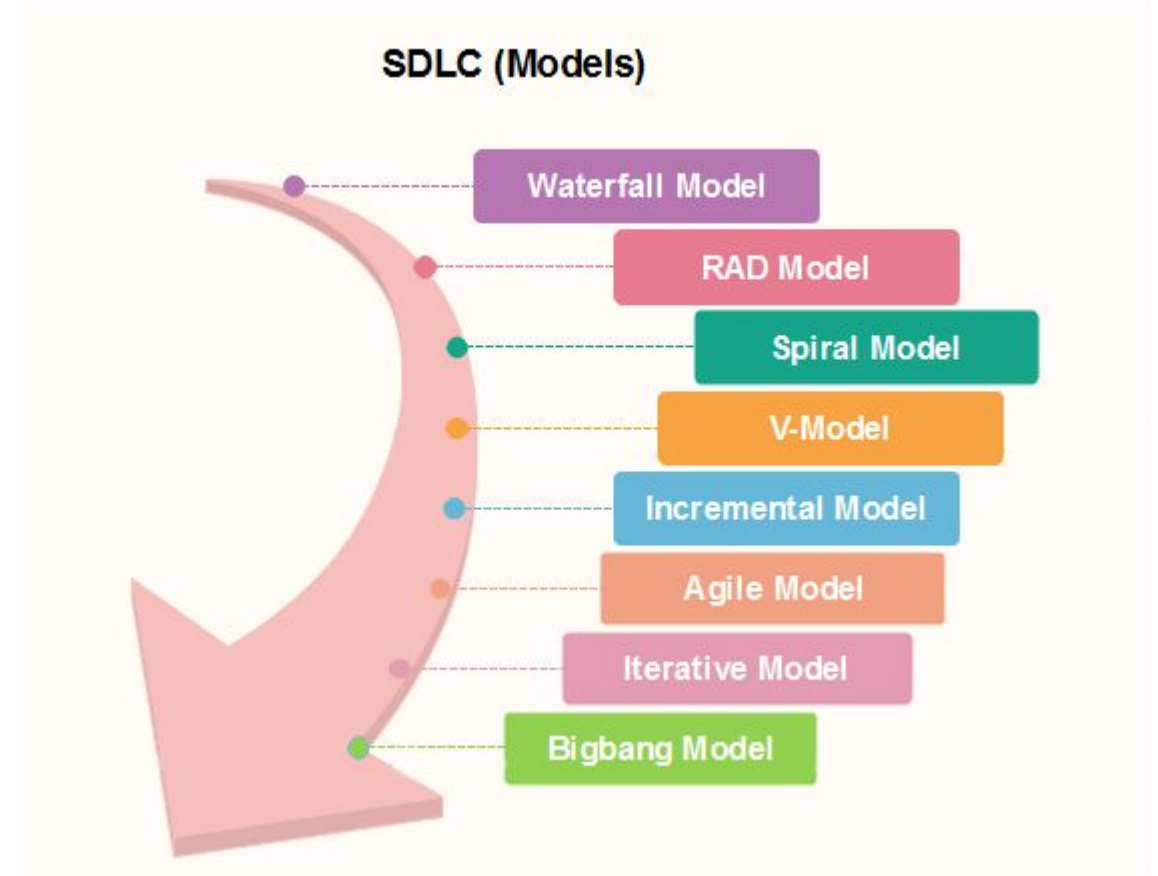 SDLC (Models)
Waterfall Model
RAD Model
Spiral Model
V-Model
Incremental Model
Agile Model
Iterative Model
Bigbang Model